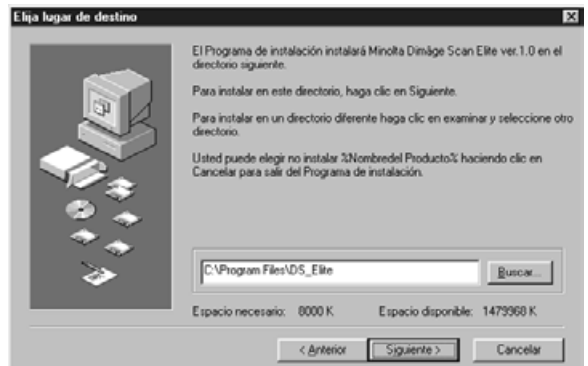 Elija lugar de destino
El Programa de instalación instalará Minolta Dimâge Scan Elite ver.1.0 en el
directorio siguiente.
Para instalar en este directorio, haga clic en Siguiente.
Para instalar en un directorio diferente haga clic en examinar y seleccione otro
directorio.
Usted puede elegir no instalar %Nombredel Producto% haciendo clic en
Cancelar para salir del Programa de instalación.
C:\Program Files\DS_Elite
Buscar...
Espacio necesario: 8000 K
Espacio disponible: 1479968 K
< Anterior
Siguiente >
Cancelar